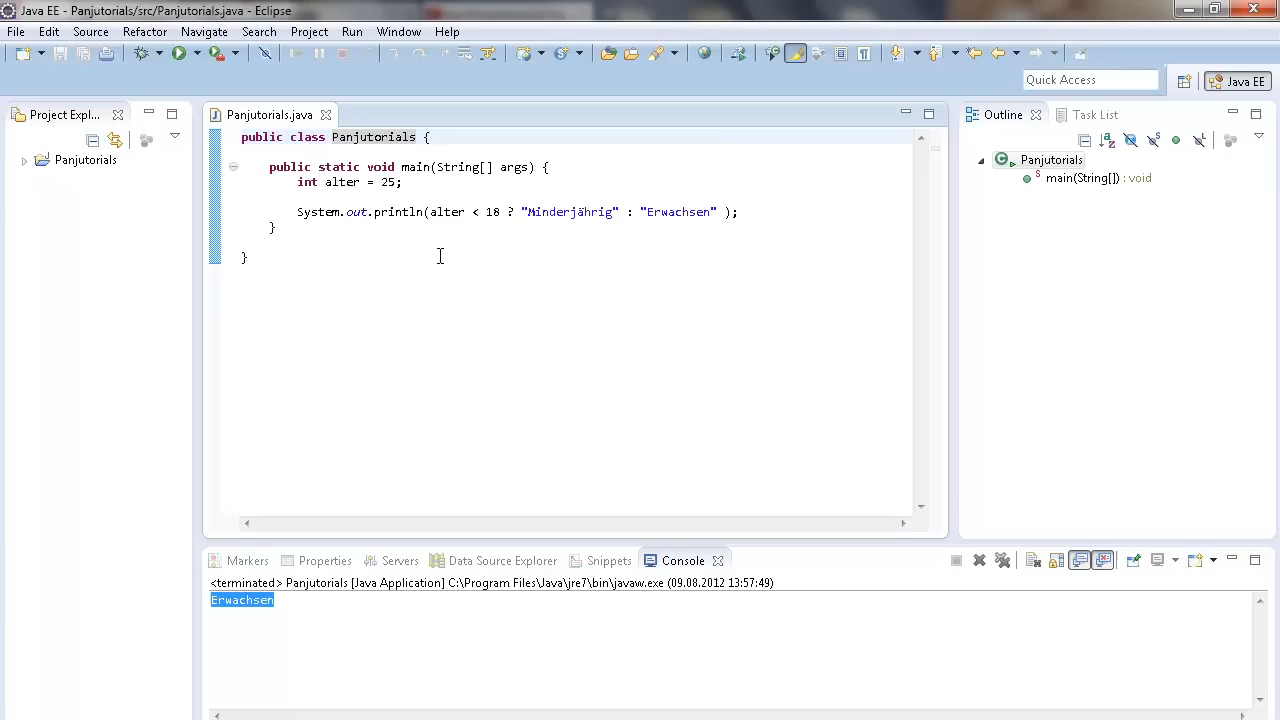 Java EE - Panjutorials/src/Panjutorials.java - Eclipse
File Edit Source Refactor Navigate Search Project Run Window Help
Quick Access
Java EE
Project Expl...
Panjutorials
Panjutorials.java
public class Panjutorials {
public static void main(String[] args) {
int alter = 25;
System.out.println(alter < 18 ? "Minderjährig" : "Erwachsen" );
}
}
Outline Task List
Panjutorials
main(String[]) : void
Markers Properties Servers Data Source Explorer Snippets Console
<terminated> Panjutorials [Java Application] C:\Program Files\Java\jre7\bin\javaw.exe (09.08.2012 13:57:49)
Erwachsen